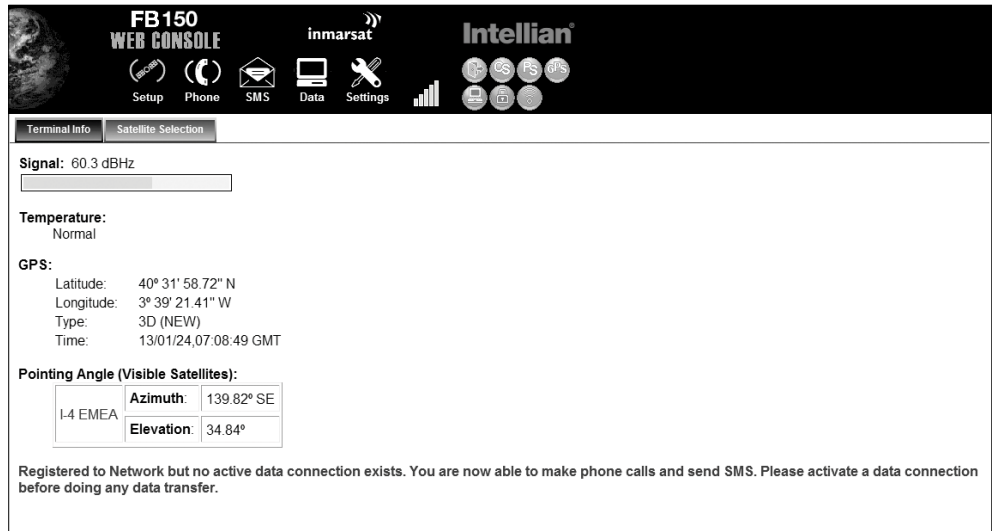 FB150
WEB CONSOLE
inmarsat
Intellian
Setup Phone SMS Data Settings
CS PS GPS
Terminal Info Satellite Selection
Signal: 60.3 dBHz
Temperature:
Normal
GPS:
Latitude: 40º 31' 58.72" N
Longitude: 3º 39' 21.41" W
Type: 3D (NEW)
Time: 13/01/24,07:08:49 GMT
Pointing Angle (Visible Satellites):
I-4 EMEA
Azimuth: 139.82º SE
Elevation: 34.84º
Registered to Network but no active data connection exists. You are now able to make phone calls and send SMS. Please activate a data connection
before doing any data transfer.